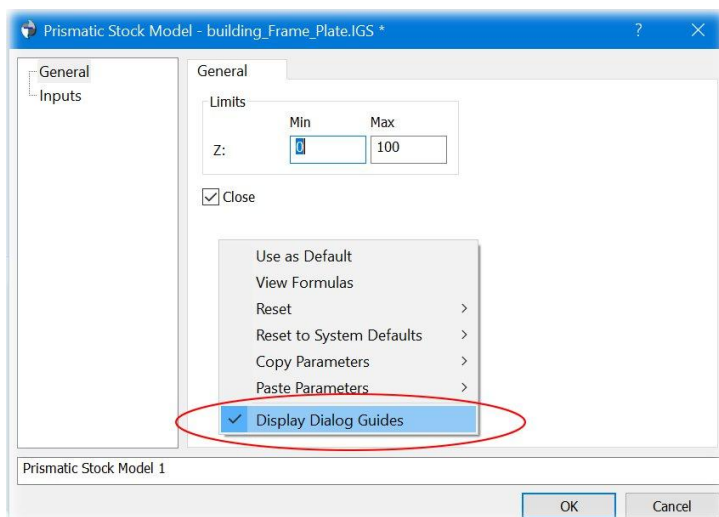 Prismatic Stock Model - building_Frame_Plate.IGS *
General
Inputs
General
Limits
Min Max
Z: 0 100
Close
Use as Default
View Formulas
Reset
Reset to System Defaults
Copy Parameters
Paste Parameters
Display Dialog Guides
Prismatic Stock Model 1
OK Cancel